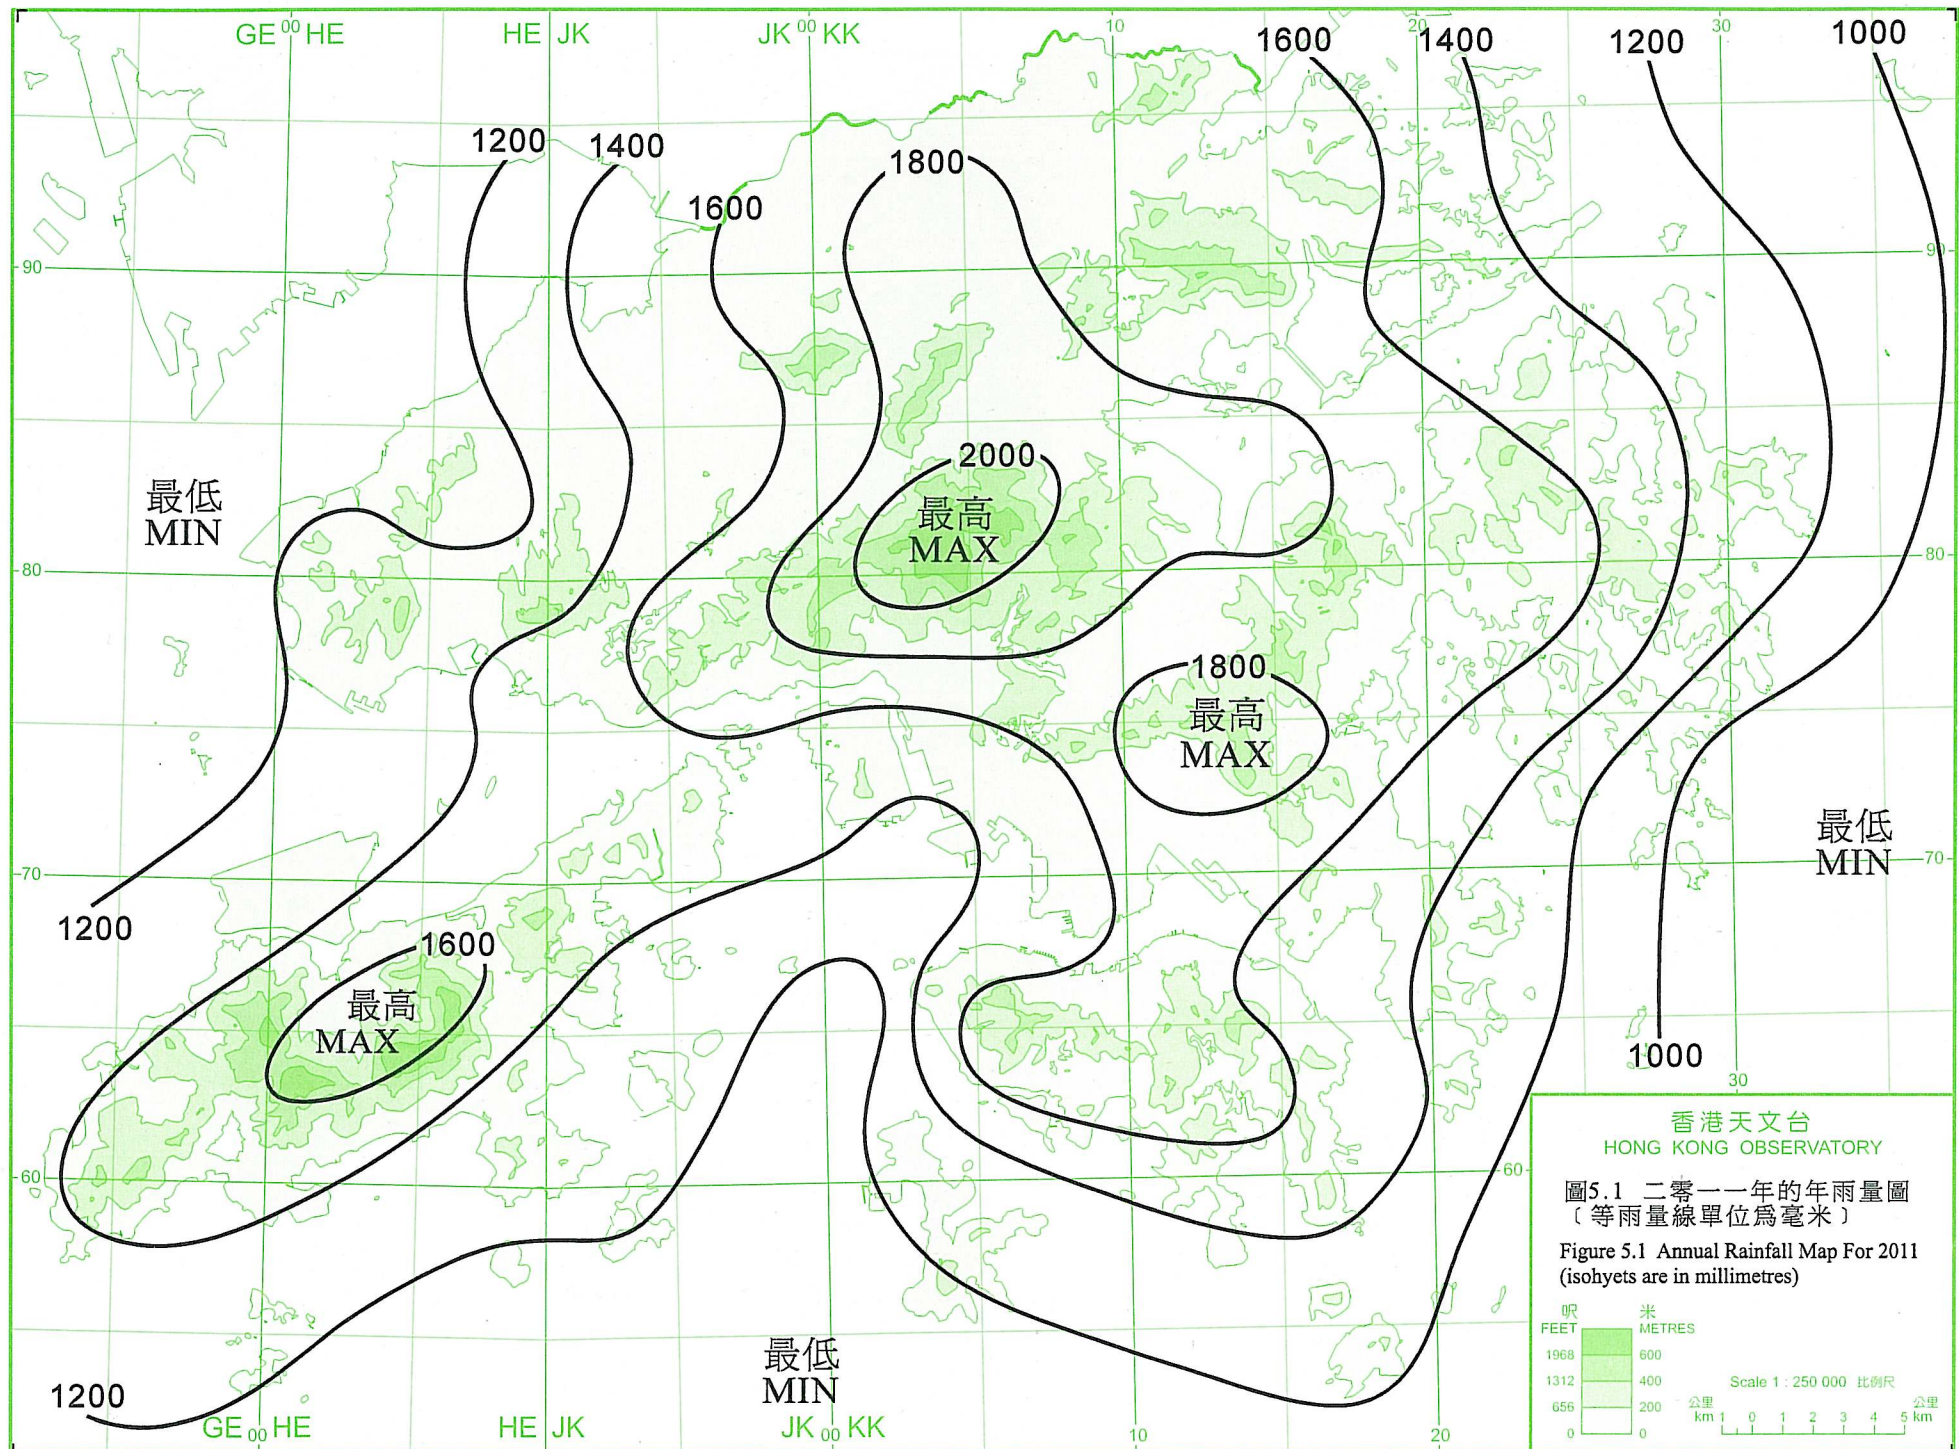 GE 00 HE
HE JK
JK 00 KK
10
20
30
1600
1400
1200
1000
1200
1400
1800
1600
90
90
2000
最高
MAX
最低
MIN
80
80
1800
最高
MAX
最低
MIN
70
70
1200
1600
最高
MAX
1000
30
60
60
最低
MIN
1200
GE 00 HE
HE JK
JK 00 KK
10
20
香港天文台
HONG KONG OBSERVATORY
圖5.1 二零一一年的年雨量圖
﹝等雨量線單位爲毫米﹞
Figure 5.1 Annual Rainfall Map For 2011
(isohyets are in millimetres)
呎 米
FEET METRES
1968 600
1312 400
656 200
0 0
Scale 1 : 250 000 比例尺
公里 公里
km 1 0 1 2 3 4 5 km